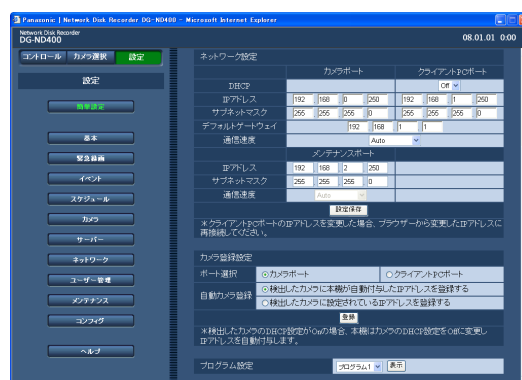 Panasonic | Network Disk Recorder DG-ND400 - Microsoft Internet Explorer
Network Disk Recorder
DG-ND400
08.01.01 0:00
コントロール カメラ選択 設定
設定
簡単設定
基本
緊急録画
イベント
スケジュール
カメラ
サーバー
ネットワーク
ユーザー管理
メンテナンス
コンフィグ
ヘルプ
ネットワーク設定
カメラポート クライアントPCポート
DHCP Off
IPアドレス 192 168 0 250 192 168 1 250
サブネットマスク 255 255 255 0 255 255 255 0
デフォルトゲートウェイ 192 168 1 1
通信速度 Auto
メンテナンスポート
IPアドレス 192 168 2 250
サブネットマスク 255 255 255 0
通信速度 Auto
設定保存
※クライアントPCポートのIPアドレスを変更した場合、ブラウザーから変更したIPアドレスに
再接続してください。
カメラ登録設定
ポート選択 カメラポート クライアントPCポート
自動カメラ登録 検出したカメラに本機が自動付与したIPアドレスを登録する
検出したカメラに設定されているIPアドレスを登録する
登録
※検出したカメラのDHCP設定がOnの場合、本機はカメラのDHCP設定をOffに変更し
IPアドレスを自動付与します。
プログラム設定 プログラム1 表示